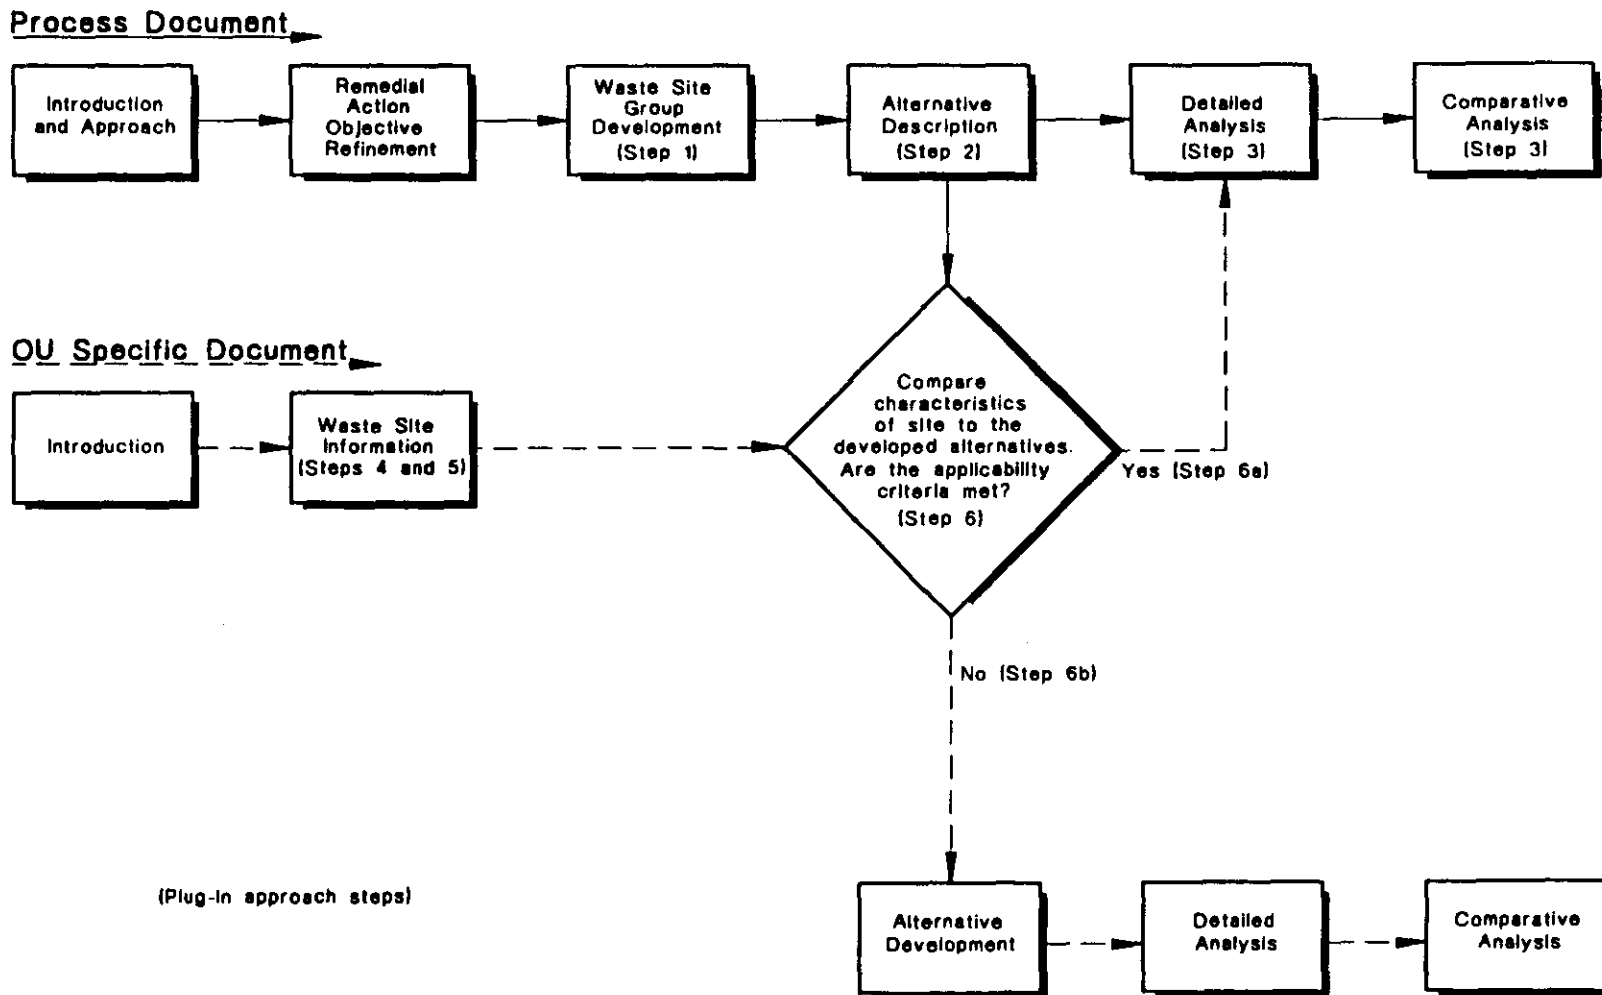 Process Document
Introduction
and Approach
Remedial
Action
Objective
Refinement
Waste Site
Group
Development
(Step 1)
Alternative
Description
(Step 2)
Detailed
Analysis
(Step 3)
Comparative
Analysis
(Step 3)
OU Specific Document
Introduction
Waste Site
Information
(Steps 4 and 5)
Compare
characteristics
of site to the
developed alternatives.
Are the applicability
criteria met?
(Step 6)
Yes (Step 6a)
No (Step 6b)
(Plug-in approach steps)
Alternative
Development
Detailed
Analysis
Comparative
Analysis